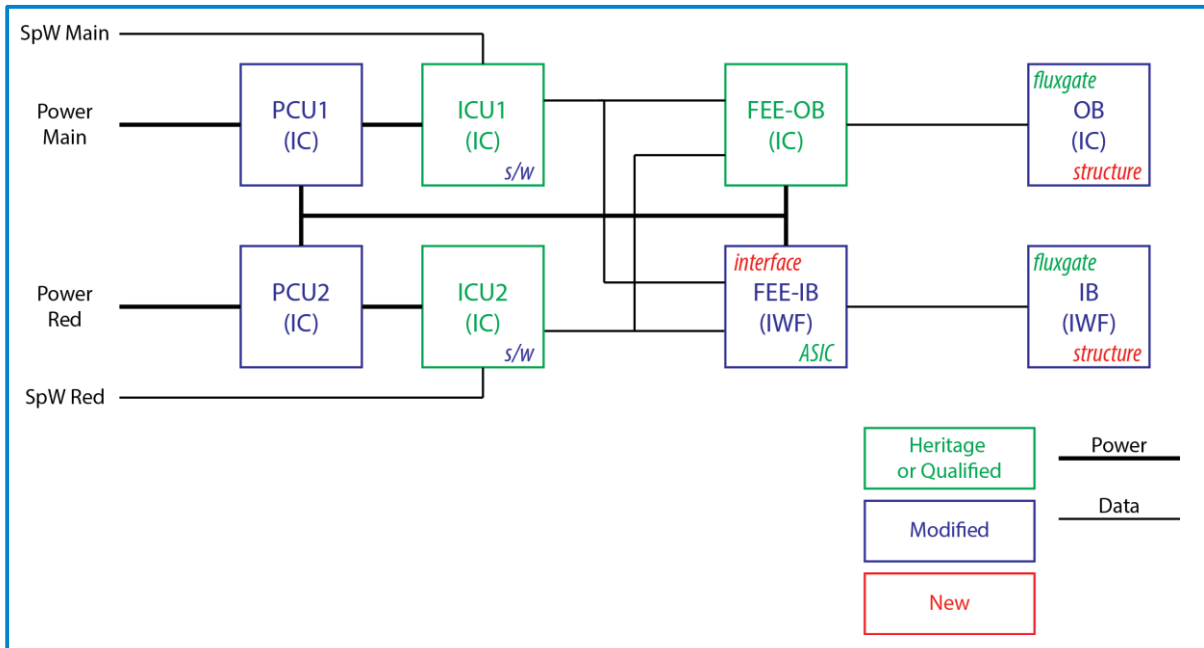 SpW Main
Power
Main
PCU1
(IC)
ICU1
(IC)
s/w
FEE-OB
(IC)
fluxgate
OB
(IC)
structure
Power
Red
PCU2
(IC)
ICU2
(IC)
s/w
interface
FEE-IB
(IWF)
ASIC
fluxgate
IB
(IWF)
structure
SpW Red
Heritage
or Qualified
Power
Modified
Data
New